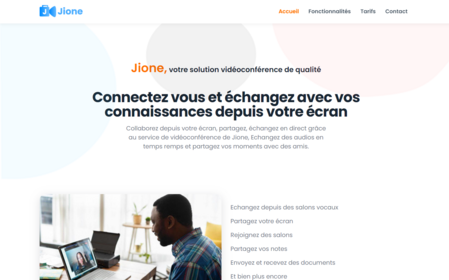 Jione
Accueil Fonctionnalités Tarifs Contact
Jione, votre solution vidéoconférence de qualité
Connectez vous et échangez avec vos
connaissances depuis votre écran
Collaborez depuis votre écran, partagez, échangez en direct grâce
au service de vidéoconférence de Jione, Echangez des audios en
temps remps et partagez vos moments avec des amis.
Echangez depuis des salons vocaux
Partagez votre écran
Rejoignez des salons
Partagez vos notes
Envoyez et recevez des documents
Et bien plus encore